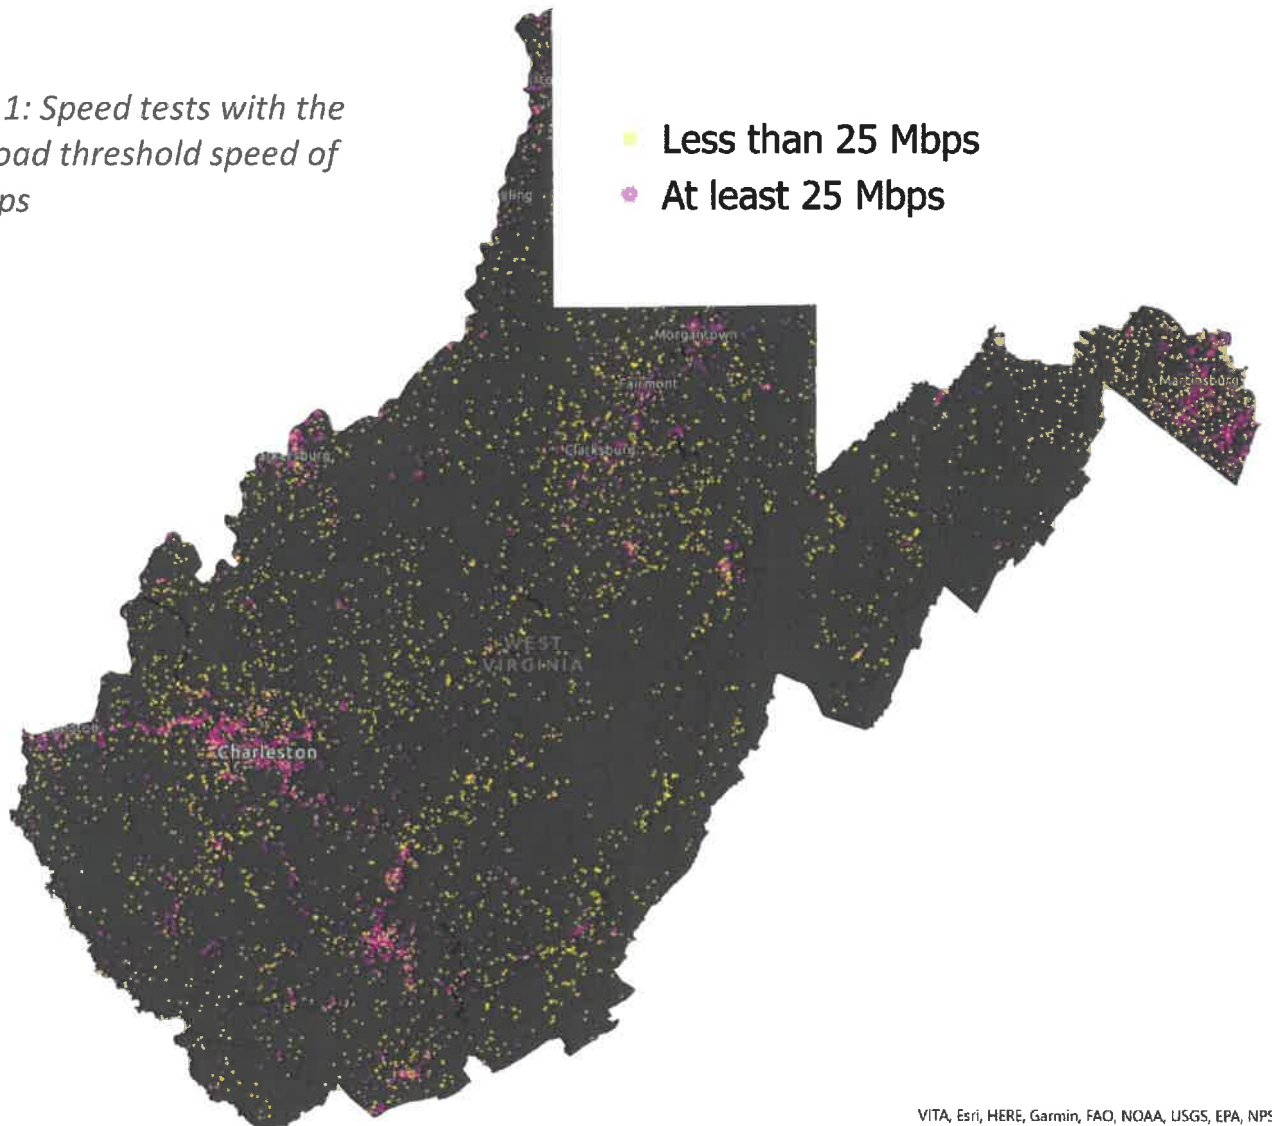 1: Speed tests with the
oad threshold speed of
ps
Less than 25 Mbps
At least 25 Mbps
Morgantown
Fairmont
Martinsburg
Clarksburg
WEST
VIRGINIA
Charleston
VITA, Esri, HERE, Garmin, FAO, NOAA, USGS, EPA, NPS